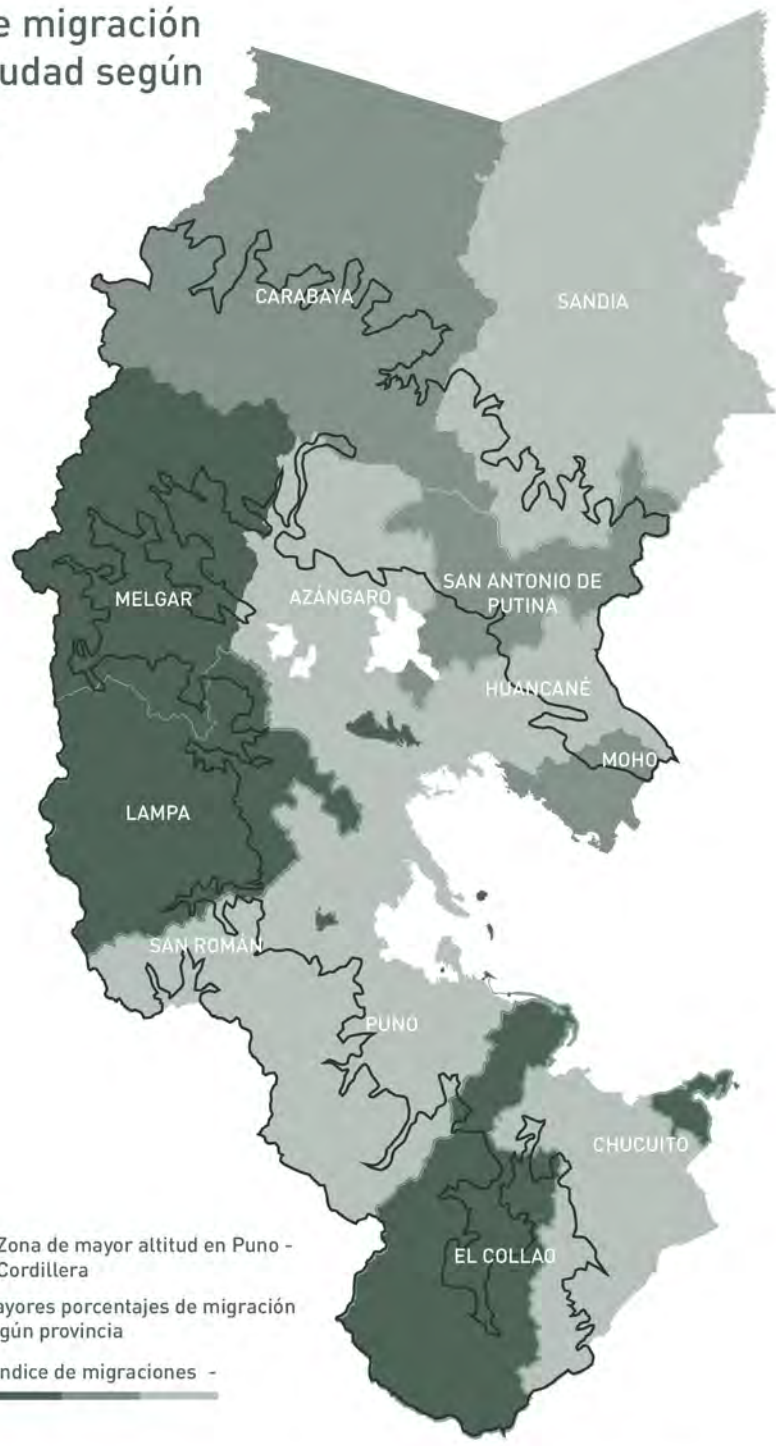 e migración
udad según
CARABAYA
SANDIA
MELGAR
AZÁNGARO
SAN ANTONIO DE
PUTINA
HUANCANÉ
MOHO
LAMPA
SAN ROMÁN
PUNO
CHUCUITO
EL COLLAO
Zona de mayor altitud en Puno -
Cordillera
ayores porcentajes de migración
gún provincia
ndice de migraciones -